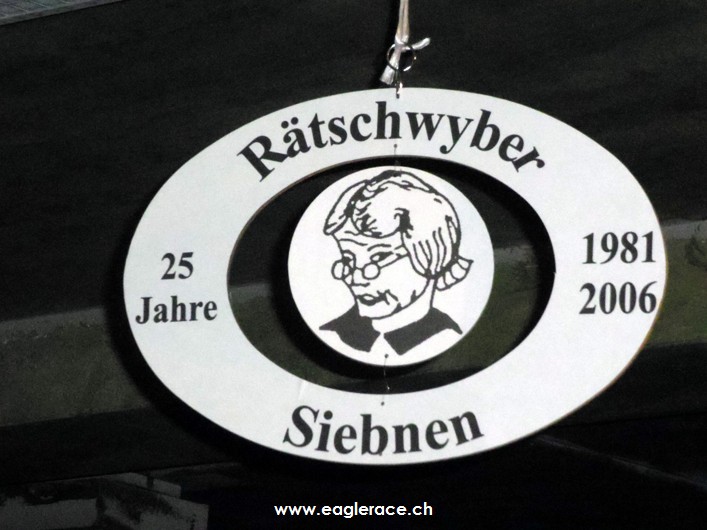 Rätschwyber
25
Jahre
1981
2006
Siebnen
www.eaglerace.ch